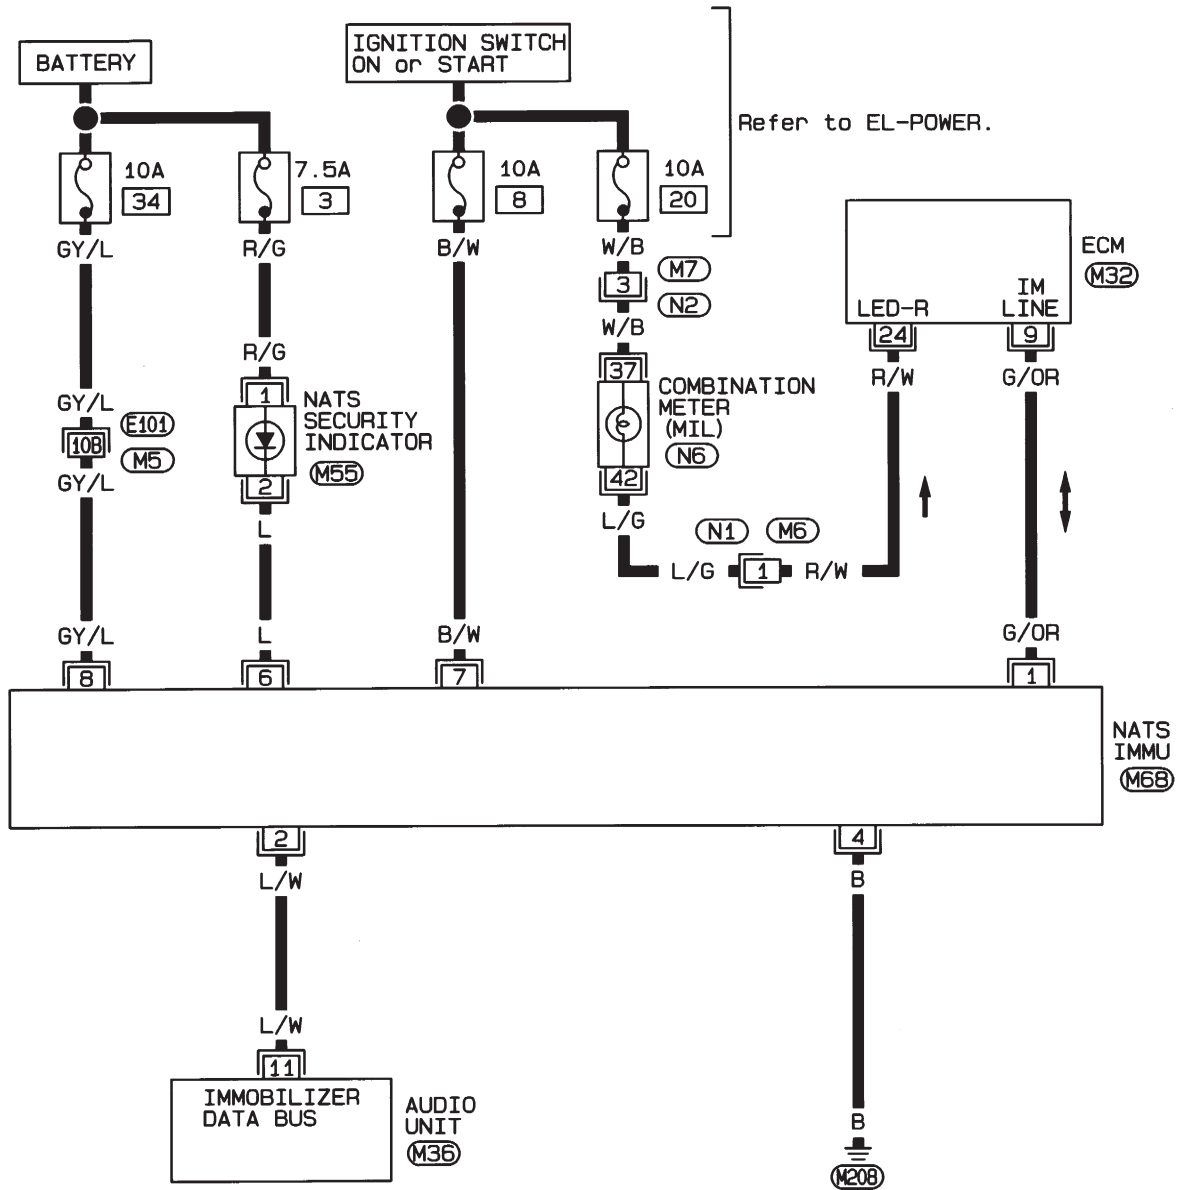 BATTERY
IGNITION SWITCH
ON or START
Refer to EL-POWER.
10A
34
7.5A
3
10A
8
10A
20
GY/L
R/G
B/W
W/B
M7
3
N2
W/B
ECM
M32
IM
LED-R
LINE
24
9
R/W
G/OR
R/G
37
COMBINATION
METER
(MIL)
N6
42
1
NATS
SECURITY
INDICATOR
M55
2
GY/L
E101
10B
M5
GY/L
L
L/G
N1
M6
L/G
1
R/W
GY/L
L
B/W
G/OR
8
6
7
1
NATS
IMMU
M68
2
4
L/W
B
L/W
11
IMMOBILIZER
DATA BUS
AUDIO
UNIT
M36
B
M208